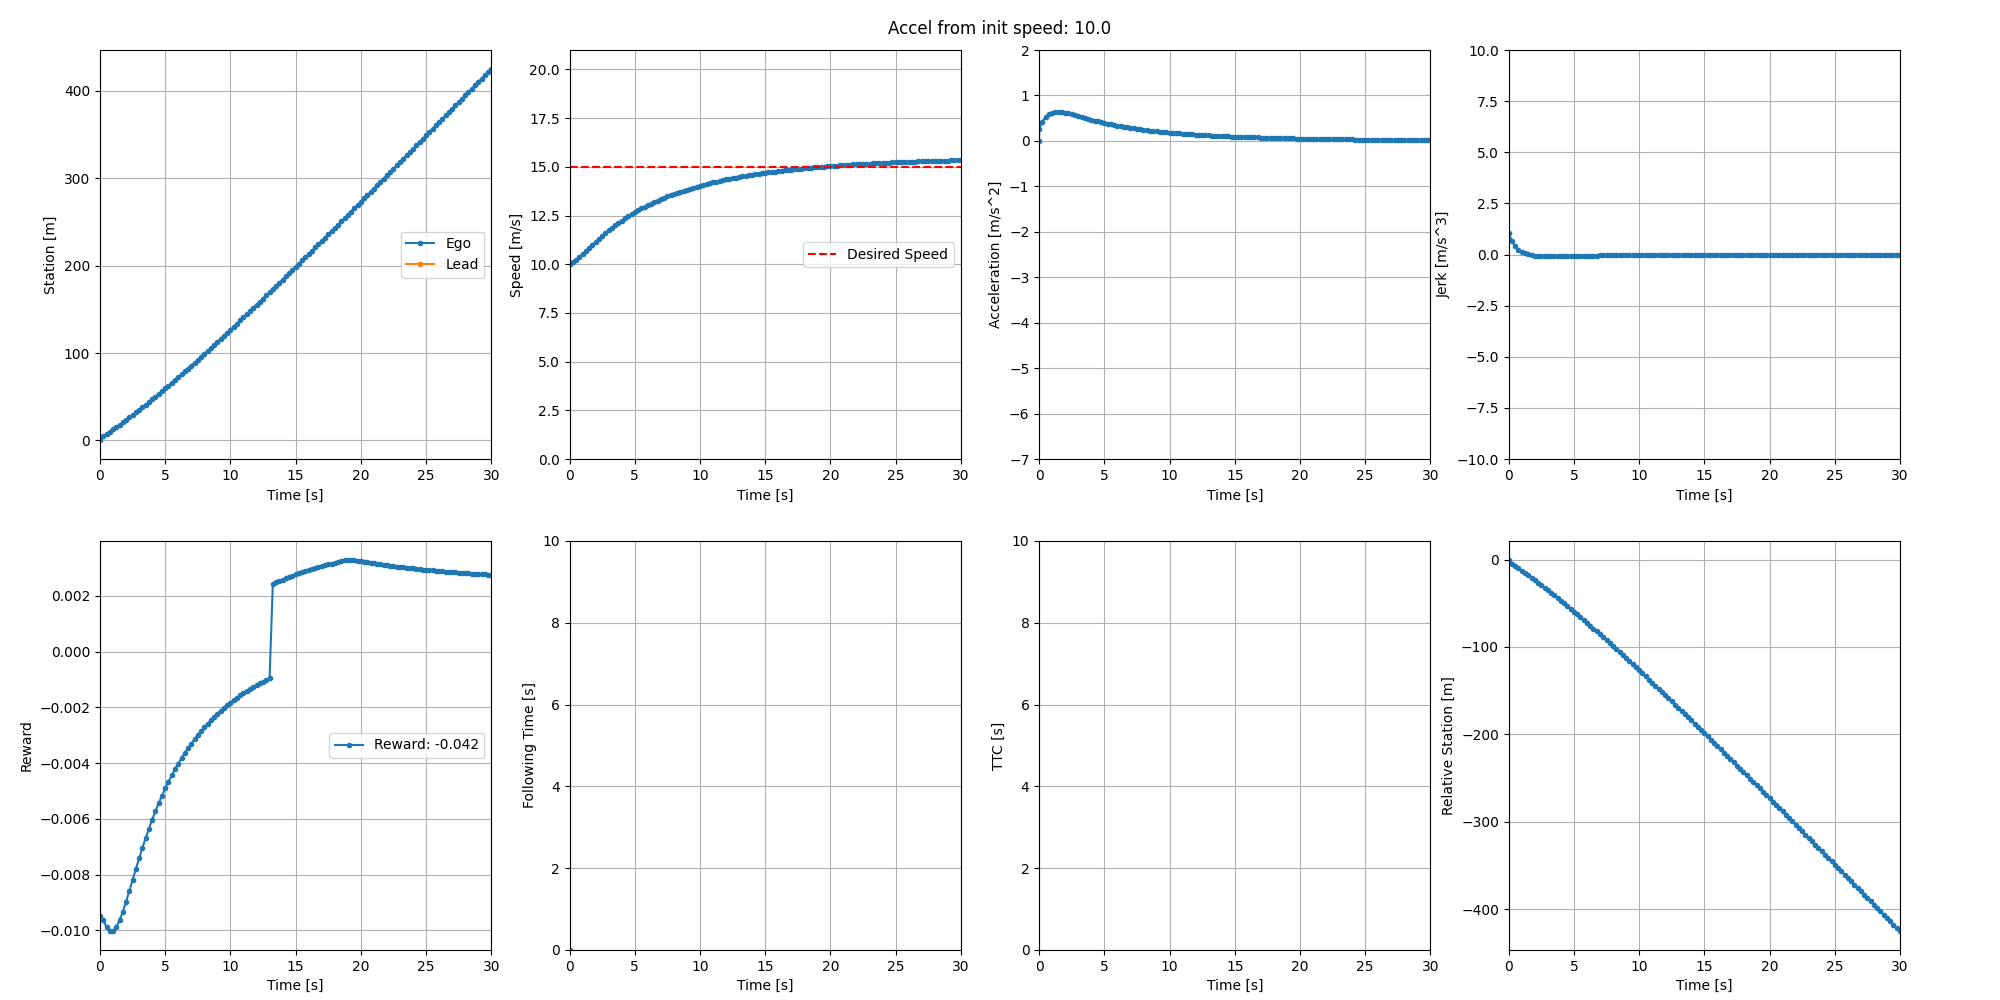 Accel from init speed: 10.0
400
300
200
100
0
Station [m]
Ego
Lead
0 5 10 15 20 25 30
Time [s]
20.0
17.5
15.0
12.5
10.0
7.5
5.0
2.5
0.0
Speed [m/s]
Desired Speed
0 5 10 15 20 25 30
Time [s]
2
1
0
−1
−2
−3
−4
−5
−6
−7
Acceleration [m/s^2]
0 5 10 15 20 25 30
Time [s]
10.0
7.5
5.0
2.5
0.0
−2.5
−5.0
−7.5
−10.0
Jerk [m/s^3]
0 5 10 15 20 25 30
Time [s]
0.002
0.000
−0.002
−0.004
−0.006
−0.008
−0.010
Reward
Reward: -0.042
0 5 10 15 20 25 30
Time [s]
10
8
6
4
2
0
Following Time [s]
0 5 10 15 20 25 30
Time [s]
10
8
6
4
2
0
TTC [s]
0 5 10 15 20 25 30
Time [s]
0
−100
−200
−300
−400
Relative Station [m]
0 5 10 15 20 25 30
Time [s]